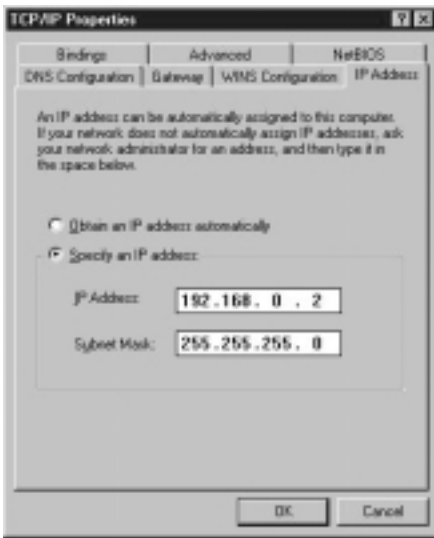 TCP/IP Properties
? X
Bindings Advanced NetBIOS
DNS Configuration Gateway WINS Configuration IP Address
An IP address can be automatically assigned to this computer.
If your network does not automatically assign IP addresses, ask
your network administrator for an address, and then type it in
the space below.
Obtain an IP address automatically
Specify an IP address:
IP Address: 192.168. 0 . 2
Subnet Mask: 255.255.255. 0
OK Cancel